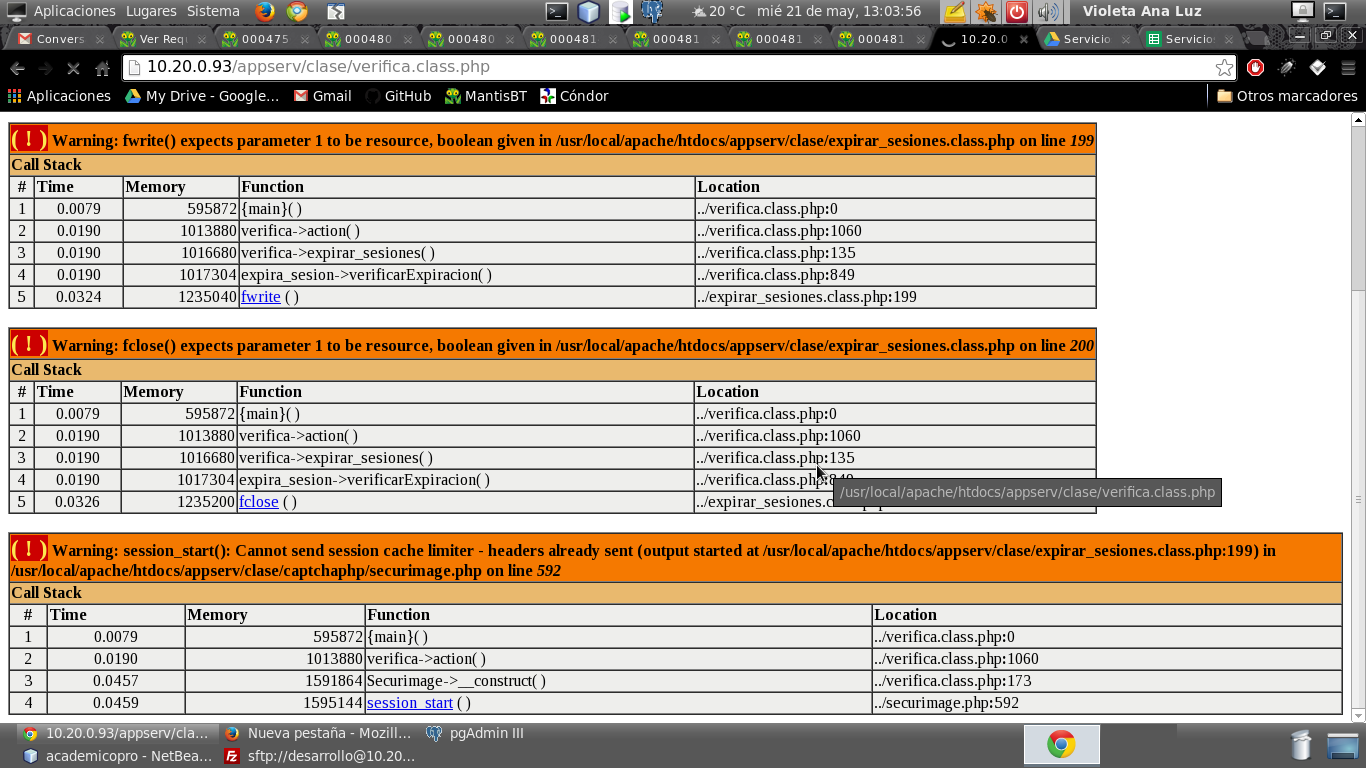 Aplicaciones Lugares Sistema 20 °C mié 21 de may, 13:03:56 Violeta Ana Luz
Convers Ver Req 000475 000480 000480 000481 000481 000481 000481 10.20.0 Servicio Servicios
10.20.0.93/appserv/clase/verifica.class.php
Aplicaciones My Drive - Google... Gmail GitHub MantisBT Cóndor Otros marcadores
( ! ) Warning: fwrite() expects parameter 1 to be resource, boolean given in /usr/local/apache/htdocs/appserv/clase/expirar_sesiones.class.php on line 199
Call Stack
# Time Memory Function Location
1 0.0079 595872 {main}( ) ../verifica.class.php:0
2 0.0190 1013880 verifica->action( ) ../verifica.class.php:1060
3 0.0190 1016680 verifica->expirar_sesiones( ) ../verifica.class.php:135
4 0.0190 1017304 expira_sesion->verificarExpiracion( ) ../verifica.class.php:849
5 0.0324 1235040 fwrite ( ) ../expirar_sesiones.class.php:199
( ! ) Warning: fclose() expects parameter 1 to be resource, boolean given in /usr/local/apache/htdocs/appserv/clase/expirar_sesiones.class.php on line 200
Call Stack
# Time Memory Function Location
1 0.0079 595872 {main}( ) ../verifica.class.php:0
2 0.0190 1013880 verifica->action( ) ../verifica.class.php:1060
3 0.0190 1016680 verifica->expirar_sesiones( ) ../verifica.class.php:135
4 0.0190 1017304 expira_sesion->verificarExpiracion( ) ../verifica.class.php:849
/usr/local/apache/htdocs/appserv/clase/verifica.class.php
5 0.0326 1235200 fclose ( ) ../expirar_sesiones.c
( ! ) Warning: session_start(): Cannot send session cache limiter - headers already sent (output started at /usr/local/apache/htdocs/appserv/clase/expirar_sesiones.class.php:199) in
/usr/local/apache/htdocs/appserv/clase/captchaphp/securimage.php on line 592
Call Stack
# Time Memory Function Location
1 0.0079 595872 {main}( ) ../verifica.class.php:0
2 0.0190 1013880 verifica->action( ) ../verifica.class.php:1060
3 0.0457 1591864 Securimage->__construct( ) ../verifica.class.php:173
4 0.0459 1595144 session_start ( ) ../securimage.php:592
10.20.0.93/appserv/cla... Nueva pestaña - Mozill... pgAdmin III
academicopro - NetBea... sftp://desarrollo@10.20...